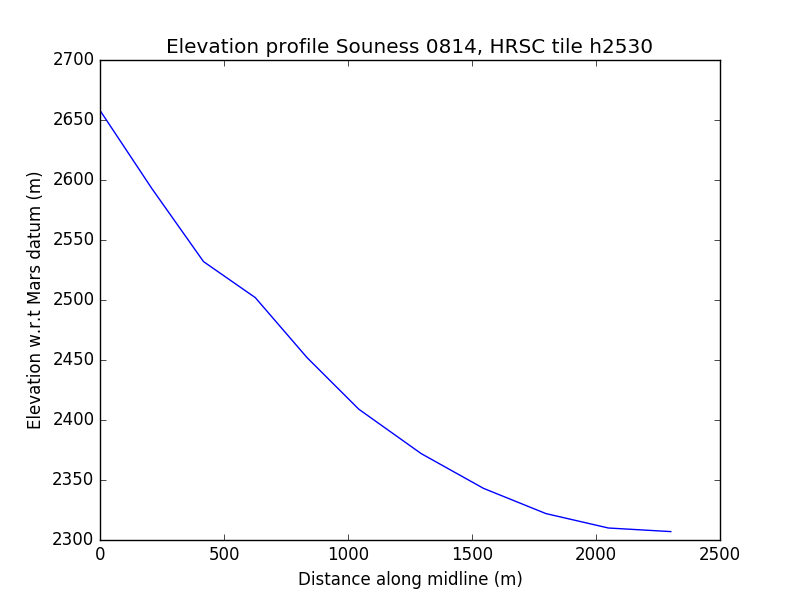 Elevation profile Souness 0814, HRSC tile h2530
2700
2650
2600
2550
2500
2450
2400
2350
2300
Elevation w.r.t Mars datum (m)
0 500 1000 1500 2000 2500
Distance along midline (m)